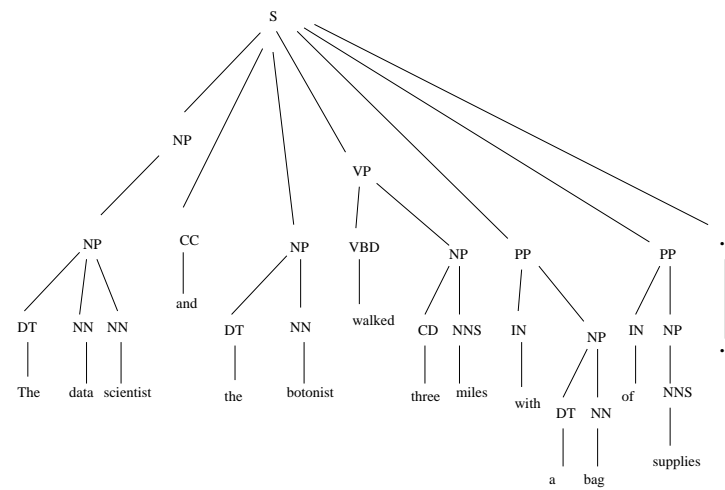 S
NP
VP
NP CC NP VBD NP PP PP .
and
walked
DT NN NN DT NN CD NNS IN NP IN NP .
The data scientist the botonist three miles with of NNS
DT NN
supplies
a bag